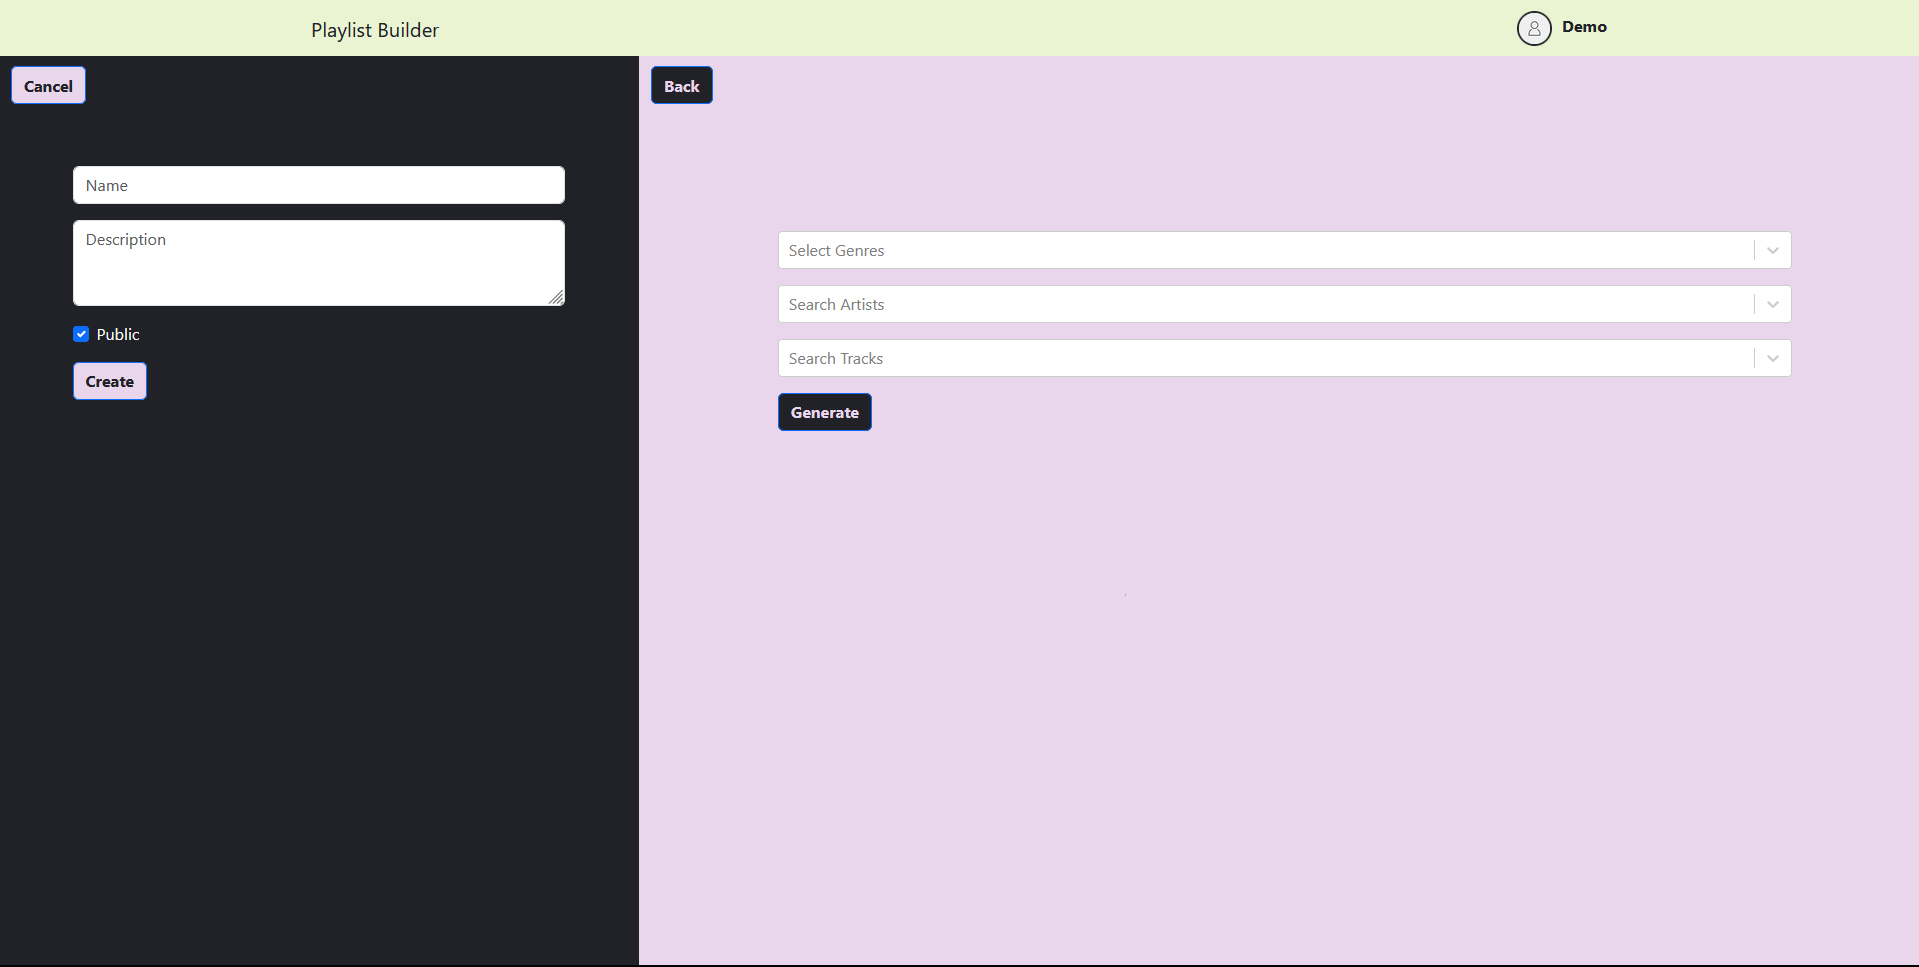 Playlist Builder
Demo
Cancel
Name
Description
Public
Create
Back
Select Genres
Search Artists
Search Tracks
Generate